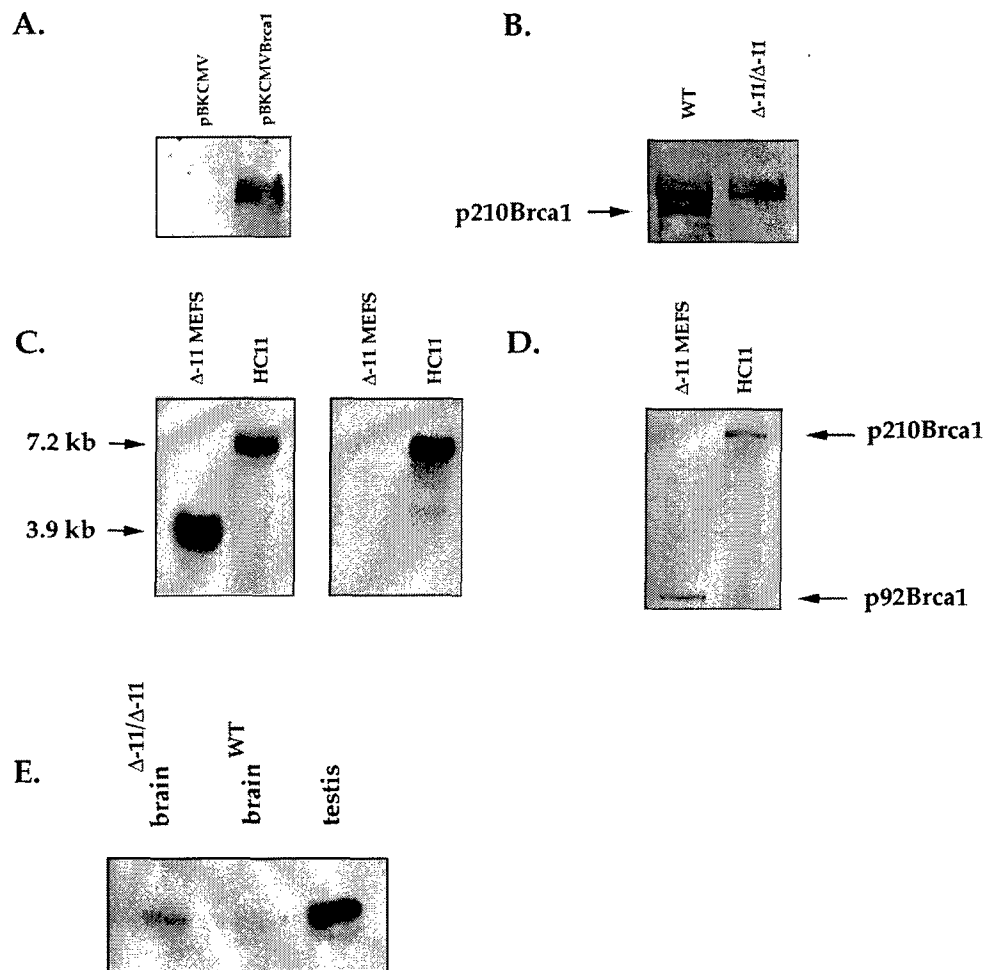 A.
pBKCMV
pBKCMVBrca1
B.
WT
Δ-11/Δ-11
p210Brca1
C.
Δ-11 MEFS
HC11
Δ-11 MEFS
HC11
7.2 kb
3.9 kb
D.
Δ-11 MEFS
HC11
p210Brca1
p92Brca1
E.
Δ-11/Δ-11
brain
WT
brain
testis